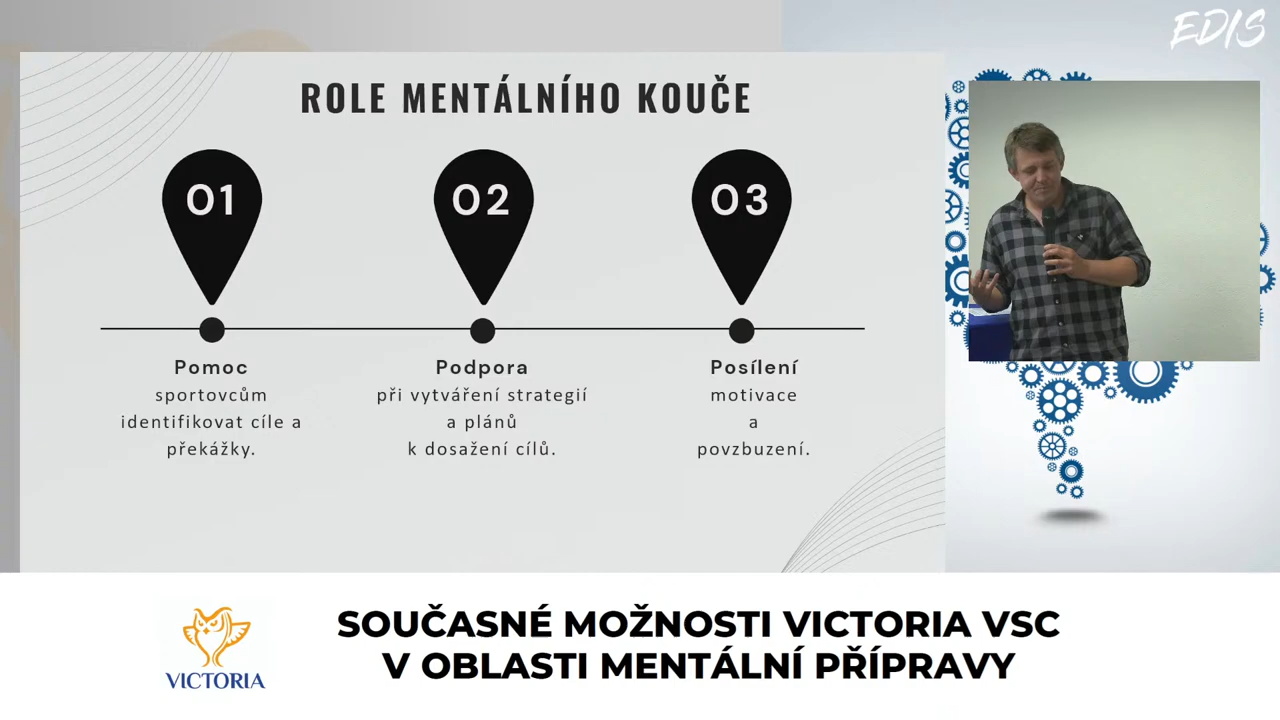 EDIS
ROLE MENTÁLNÍHO KOUČE
01
02
03
Pomoc
sportovcům
identifikovat cíle a
překážky.
Podpora
při vytváření strategií
a plánů
k dosažení cílů.
Posílení
motivace
a
povzbuzení.
VICTORIA
SOUČASNÉ MOŽNOSTI VICTORIA VSC
V OBLASTI MENTÁLNÍ PŘÍPRAVY